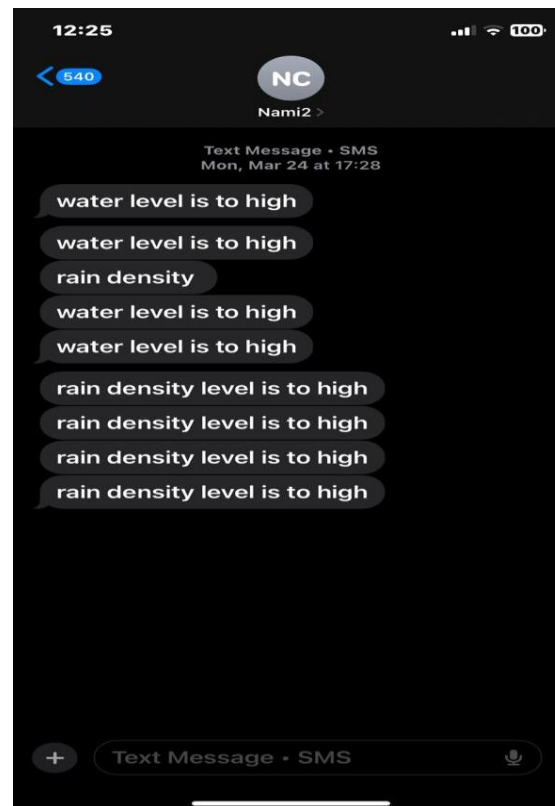 12:25
100
540
NC
Nami2 >
Text Message • SMS
Mon, Mar 24 at 17:28
water level is to high
water level is to high
rain density
water level is to high
water level is to high
rain density level is to high
rain density level is to high
rain density level is to high
rain density level is to high
Text Message • SMS